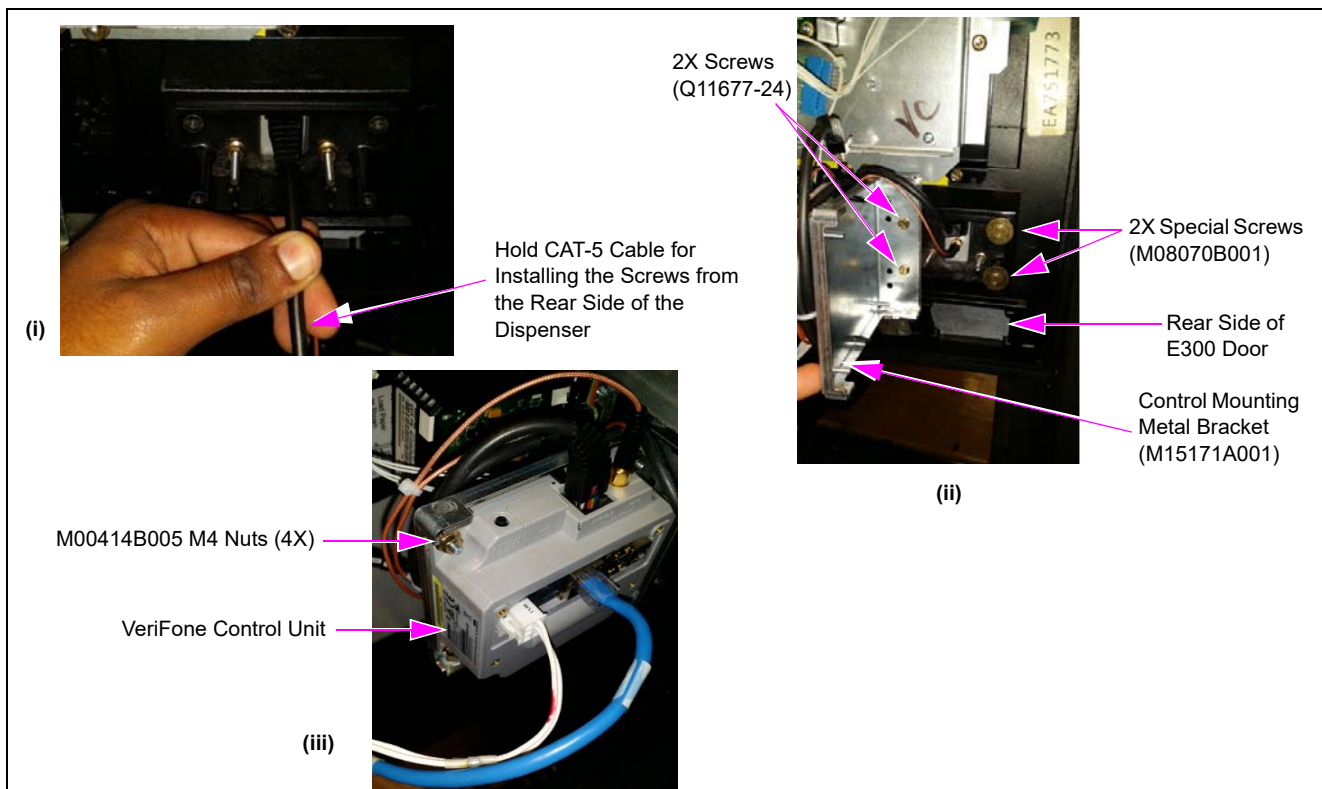 Hold CAT-5 Cable for
Installing the Screws from
the Rear Side of the
Dispenser
(i)
2X Screws
(Q11677-24)
VC
EA751773
2X Special Screws
(M08070B001)
Rear Side of
E300 Door
Control Mounting
Metal Bracket
(M15171A001)
(ii)
Load Paper
M00414B005 M4 Nuts (4X)
VeriFone Control Unit
(iii)